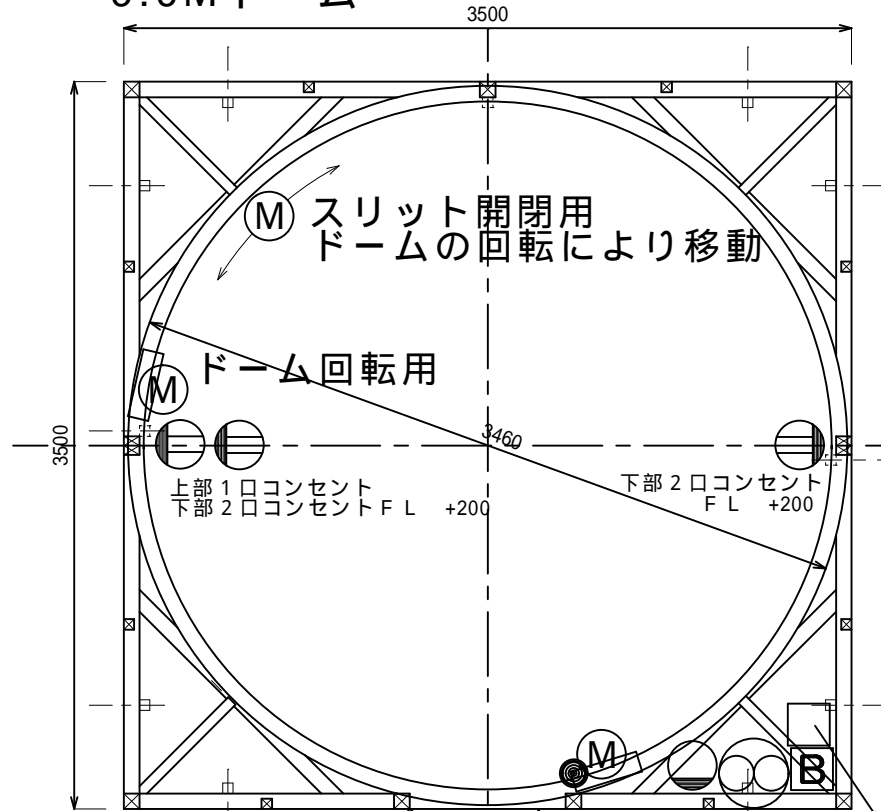 3500
M
スリット開閉用
ドームの回転により移動
ドーム回転用
M
3500
3460
上部1口コンセント
下部2口コンセントFL +200
下部2口コンセント
FL +200
M
B